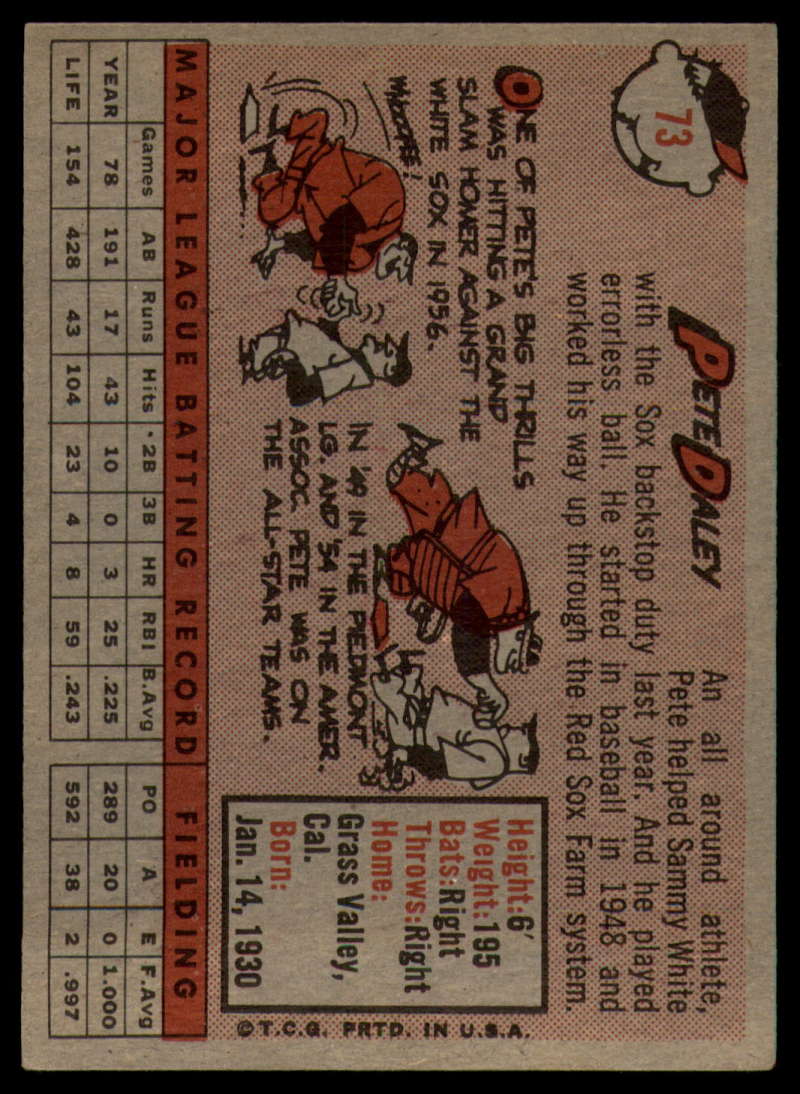 73
PETE DALEY
An all around athlete,
Pete helped Sammy White
with the Sox backstop duty last year. And he played
errorless ball. He started in baseball in 1948 and
worked his way up through the Red Sox Farm system.
ONE OF PETE'S BIG THRILLS
WAS HITTING A GRAND
SLAM HOMER AGAINST THE
WHITE SOX IN 1956.
WHOOPEE!
IN '49 IN THE PIEDMONT
LG. AND '54 IN THE AMER.
ASSOC. PETE WAS ON
THE ALL-STAR TEAMS.
Height:6'
Weight:195
Bats:Right
Throws:Right
Home:
Grass Valley,
Cal.
Born:
Jan. 14, 1930
©T.C.G. PRTD. IN U.S.A.
MAJOR LEAGUE BATTING RECORD FIELDING
Games AB Runs Hits 2B 3B HR RBI B.Avg PO A E F.Avg
YEAR 78 191 17 43 10 0 3 25 .225 289 20 0 1.000
LIFE 154 428 43 104 23 4 8 59 .243 592 38 2 .997